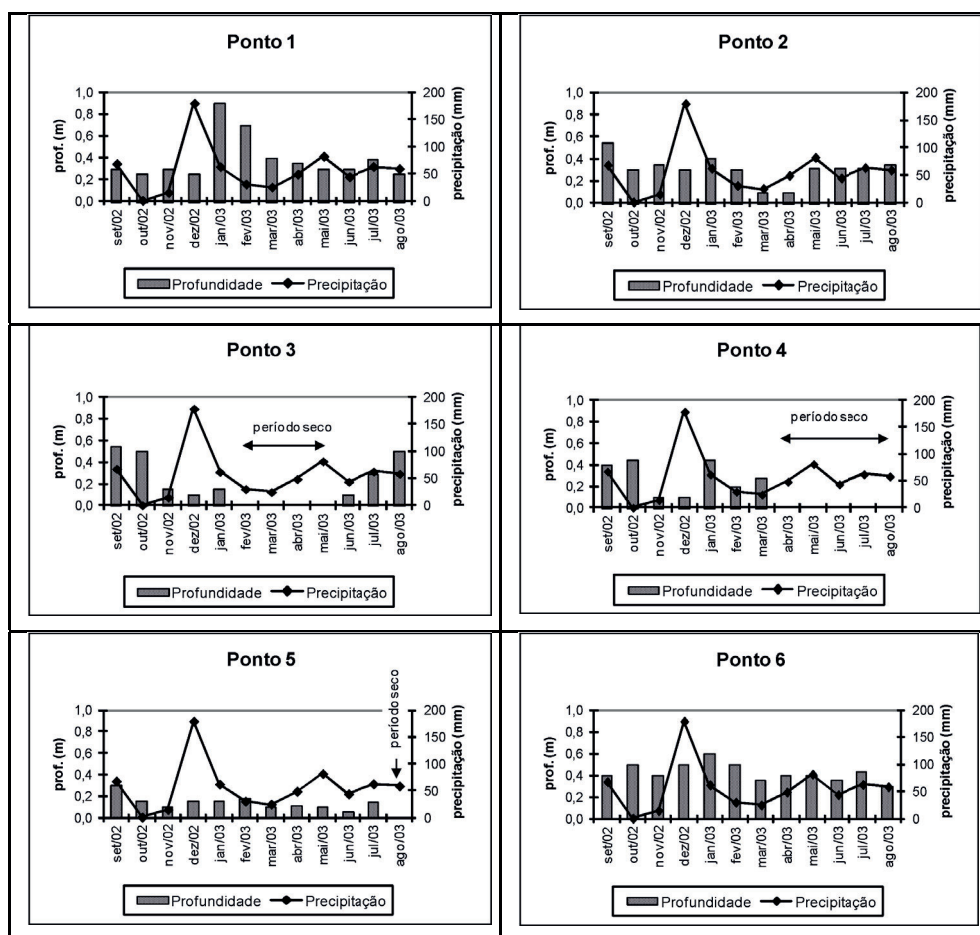 Ponto 1
prof. (m)
1,0
0,8
0,6
0,4
0,2
0,0
200
150
100
50
0
precipitação (mm)
set/02 out/02 nov/02 dez/02 jan/03 fev/03 mar/03 abr/03 mai/03 jun/03 jul/03 ago/03
Profundidade Precipitação
Ponto 2
prof. (m)
1,0
0,8
0,6
0,4
0,2
0,0
200
150
100
50
0
precipitação (mm)
set/02 out/02 nov/02 dez/02 jan/03 fev/03 mar/03 abr/03 mai/03 jun/03 jul/03 ago/03
Profundidade Precipitação
Ponto 3
prof. (m)
1,0
0,8
0,6
0,4
0,2
0,0
período seco
200
150
100
50
0
precipitação (mm)
set/02 out/02 nov/02 dez/02 jan/03 fev/03 mar/03 abr/03 mai/03 jun/03 jul/03 ago/03
Profundidade Precipitação
Ponto 4
prof. (m)
1,0
0,8
0,6
0,4
0,2
0,0
período seco
200
150
100
50
0
precipitação (mm)
set/02 out/02 nov/02 dez/02 jan/03 fev/03 mar/03 abr/03 mai/03 jun/03 jul/03 ago/03
Profundidade Precipitação
Ponto 5
prof. (m)
1,0
0,8
0,6
0,4
0,2
0,0
período seco
200
150
100
50
0
precipitação (mm)
set/02 out/02 nov/02 dez/02 jan/03 fev/03 mar/03 abr/03 mai/03 jun/03 jul/03 ago/03
Profundidade Precipitação
Ponto 6
prof. (m)
1,0
0,8
0,6
0,4
0,2
0,0
200
150
100
50
0
precipitação (mm)
set/02 out/02 nov/02 dez/02 jan/03 fev/03 mar/03 abr/03 mai/03 jun/03 jul/03 ago/03
Profundidade Precipitação